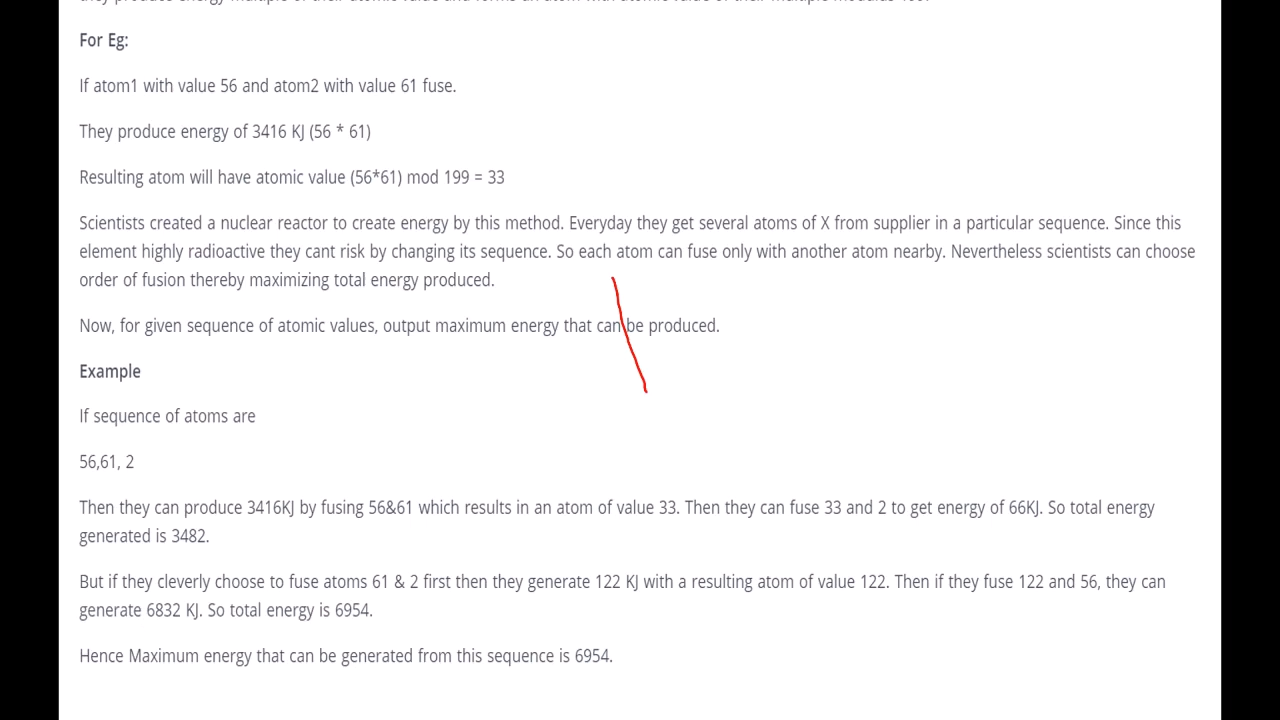 For Eg:
If atom1 with value 56 and atom2 with value 61 fuse.
They produce energy of 3416 KJ (56 * 61)
Resulting atom will have atomic value (56*61) mod 199 = 33
Scientists created a nuclear reactor to create energy by this method. Everyday they get several atoms of X from supplier in a particular sequence. Since this
element highly radioactive they cant risk by changing its sequence. So each atom can fuse only with another atom nearby. Nevertheless scientists can choose
order of fusion thereby maximizing total energy produced.
Now, for given sequence of atomic values, output maximum energy that can be produced.
Example
If sequence of atoms are
56,61, 2
Then they can produce 3416KJ by fusing 56&61 which results in an atom of value 33. Then they can fuse 33 and 2 to get energy of 66KJ. So total energy
generated is 3482.
But if they cleverly choose to fuse atoms 61 & 2 first then they generate 122 KJ with a resulting atom of value 122. Then if they fuse 122 and 56, they can
generate 6832 KJ. So total energy is 6954.
Hence Maximum energy that can be generated from this sequence is 6954.